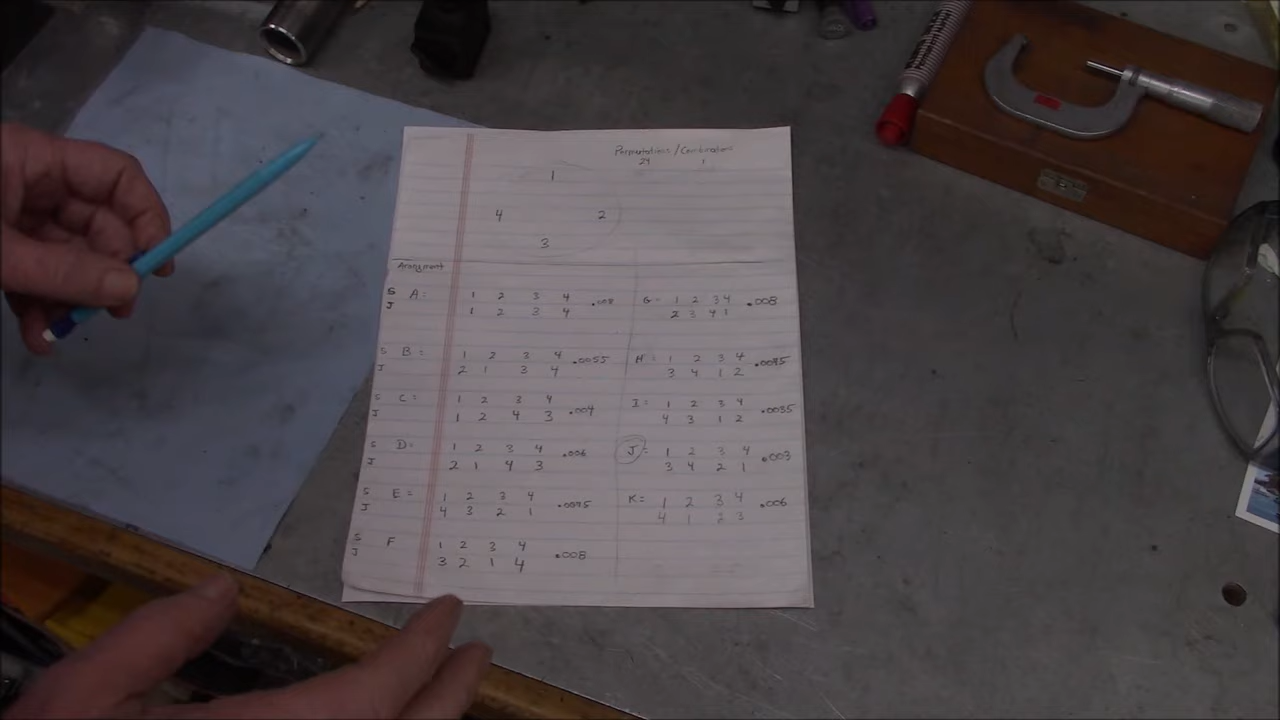 Permutations / Combinations
24 1
1
4 2
3
Arangment
S A= 1 2 3 4
J 1 2 3 4
S B= 1 2 3 4 .0055
J 2 1 3 4
S C= 1 2 3 4
J 1 2 4 3 .004
S D= 1 2 3 4 .006
J 2 1 4 3
S E= 1 2 3 4
J 4 3 2 1
S F 1 2 3 4 .008
J 3 2 1 4
G= 1 2 3 4 .008
2 3 4 1
H= 1 2 3 4
3 4 1 2
I= 1 2 3 4 .0035
4 3 1 2
J= 1 2 3 4 .003
3 4 2 1
K= 1 2 3 4 .006
4 1 2 3